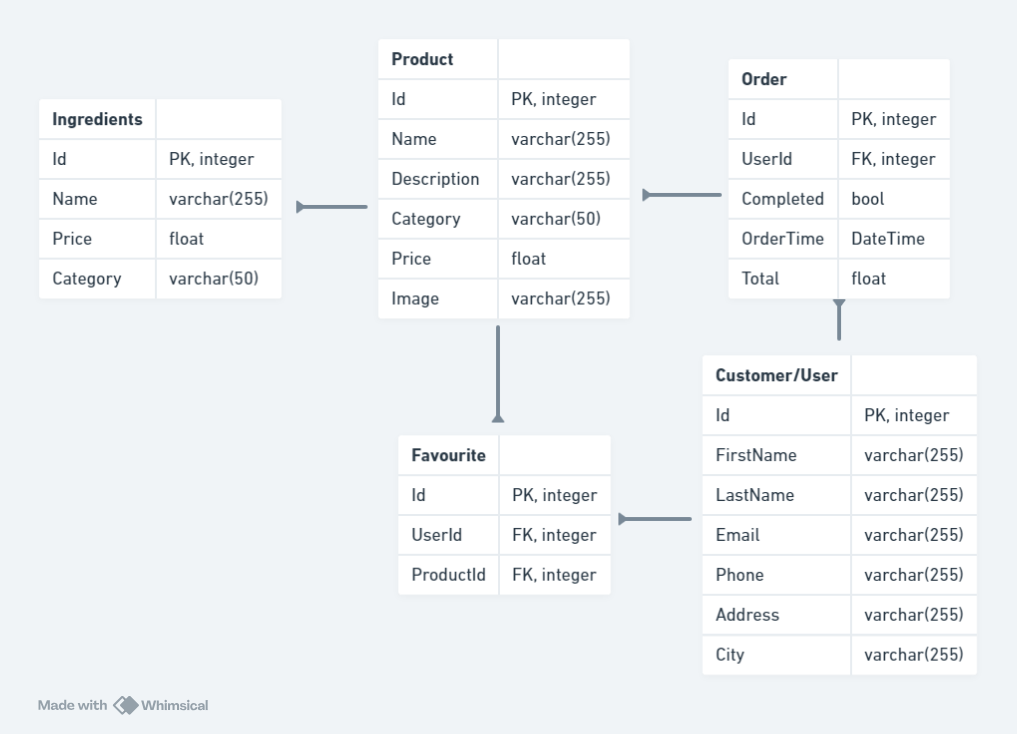 Ingredients
Id PK, integer
Name varchar(255)
Price float
Category varchar(50)
Product
Id PK, integer
Name varchar(255)
Description varchar(255)
Category varchar(50)
Price float
Image varchar(255)
Order
Id PK, integer
UserId FK, integer
Completed bool
OrderTime DateTime
Total float
Favourite
Id PK, integer
UserId FK, integer
ProductId FK, integer
Customer/User
Id PK, integer
FirstName varchar(255)
LastName varchar(255)
Email varchar(255)
Phone varchar(255)
Address varchar(255)
City varchar(255)
Made with Whimsical